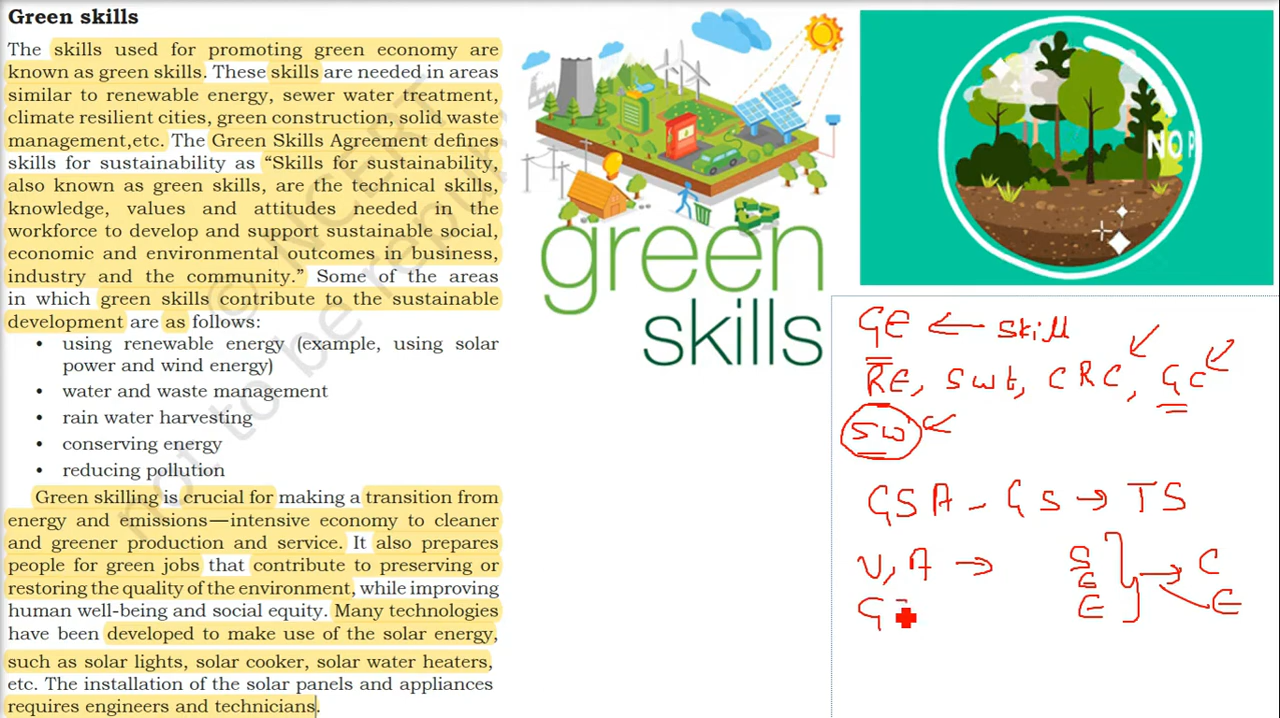 Green skills
The skills used for promoting green economy are
known as green skills. These skills are needed in areas
similar to renewable energy, sewer water treatment,
climate resilient cities, green construction, solid waste
management,etc. The Green Skills Agreement defines
skills for sustainability as “Skills for sustainability,
also known as green skills, are the technical skills,
knowledge, values and attitudes needed in the
workforce to develop and support sustainable social,
economic and environmental outcomes in business,
industry and the community.” Some of the areas
in which green skills contribute to the sustainable
development are as follows:
• using renewable energy (example, using solar
power and wind energy)
• water and waste management
• rain water harvesting
• conserving energy
• reducing pollution
Green skilling is crucial for making a transition from
energy and emissions—intensive economy to cleaner
and greener production and service. It also prepares
people for green jobs that contribute to preserving or
restoring the quality of the environment, while improving
human well-being and social equity. Many technologies
have been developed to make use of the solar energy,
such as solar lights, solar cooker, solar water heaters,
etc. The installation of the solar panels and appliances
requires engineers and technicians.
green
skills
NO P
GE ← skill
RE, swt, CRC, GC
SW
GSA - GS → TS
V, A → S C
E E
G